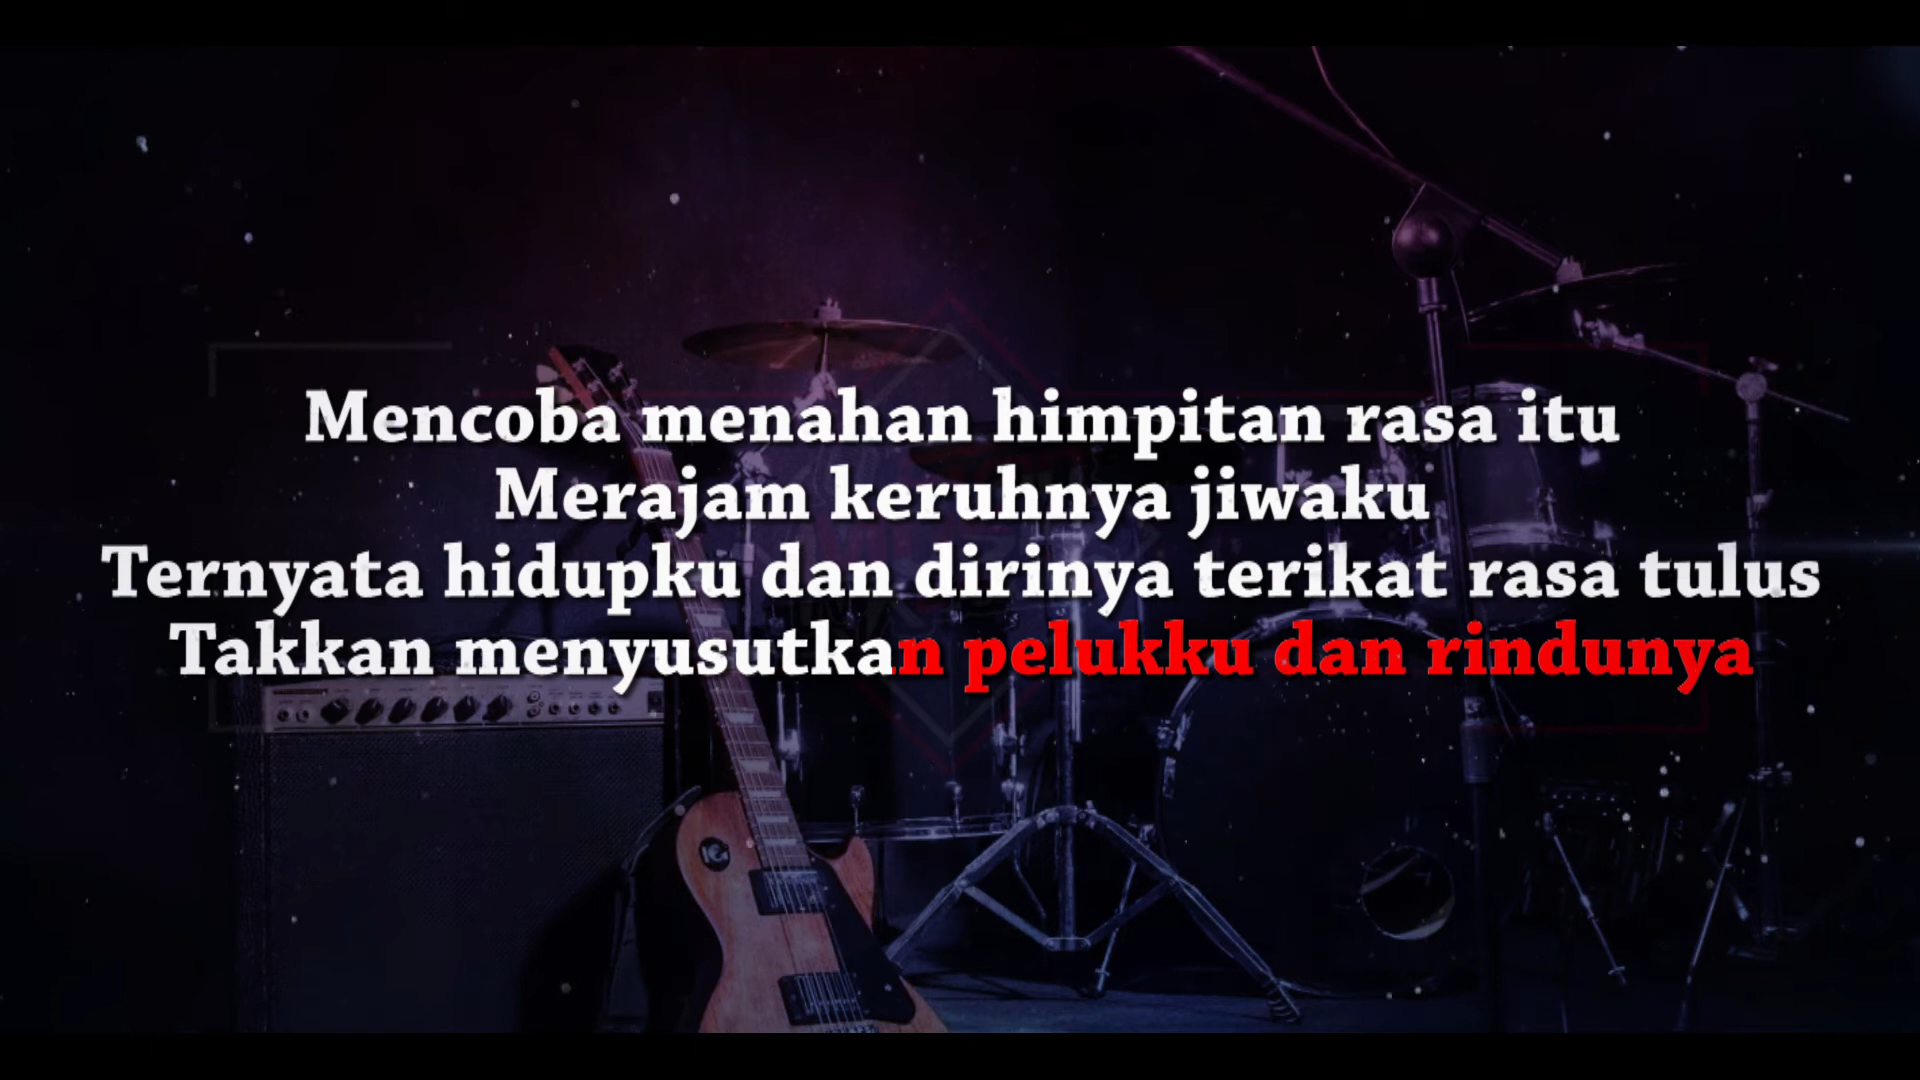 Mencoba menahan himpitan rasa itu
Merajam keruhnya jiwaku
Ternyata hidupku dan dirinya terikat rasa tulus
Takkan menyusutkan pelukku dan rindunya